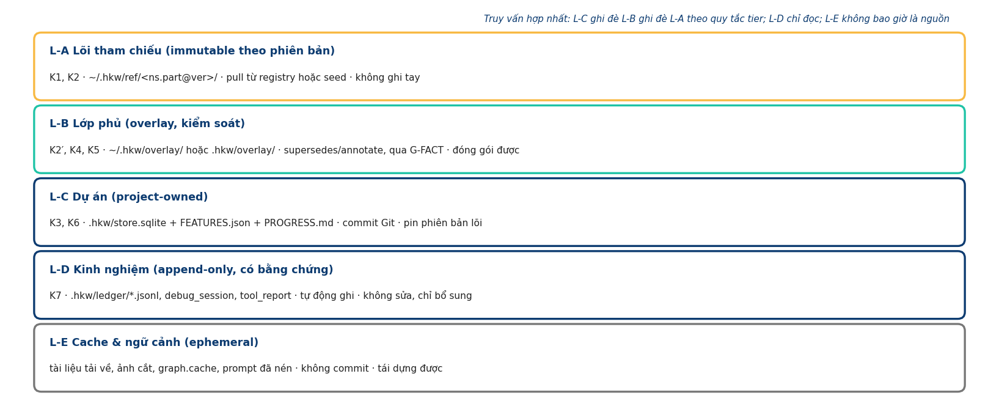 Truy vấn hợp nhất: L-C ghi đè L-B ghi đè L-A theo quy tắc tier; L-D chỉ đọc; L-E không bao giờ là nguồn
L-A Lõi tham chiếu (immutable theo phiên bản)
K1, K2 · ~/.hkw/ref/<ns.part@ver>/ · pull từ registry hoặc seed · không ghi tay
L-B Lớp phủ (overlay, kiểm soát)
K2′, K4, K5 · ~/.hkw/overlay/ hoặc .hkw/overlay/ · supersedes/annotate, qua G-FACT · đóng gói được
L-C Dự án (project-owned)
K3, K6 · .hkw/store.sqlite + FEATURES.json + PROGRESS.md · commit Git · pin phiên bản lõi
L-D Kinh nghiệm (append-only, có bằng chứng)
K7 · .hkw/ledger/*.jsonl, debug_session, tool_report · tự động ghi · không sửa, chỉ bổ sung
L-E Cache & ngữ cảnh (ephemeral)
tài liệu tải về, ảnh cắt, graph.cache, prompt đã nén · không commit · tái dựng được